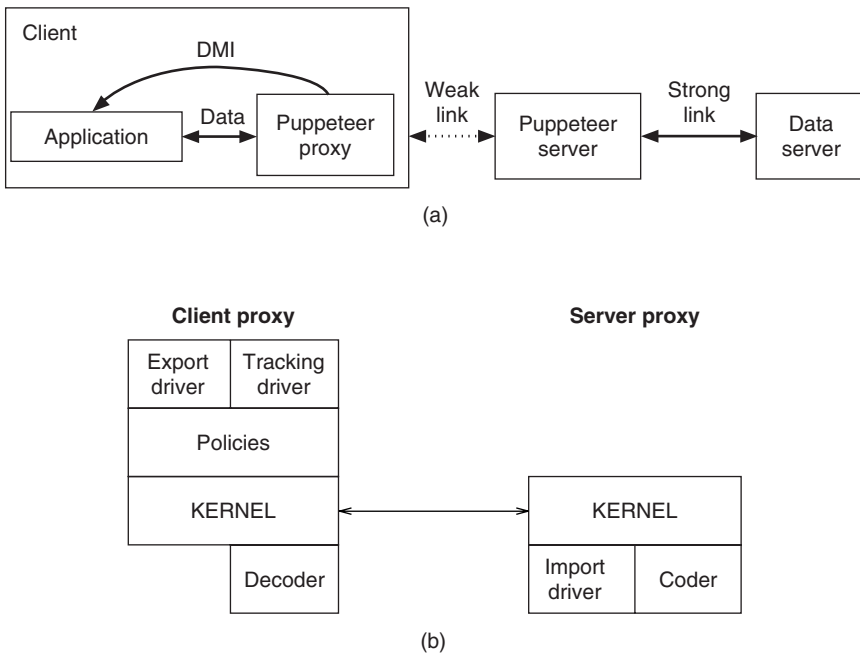 Client
DMI
Application
Data
Puppeteer
proxy
Weak
link
Puppeteer
server
Strong
link
Data
server
(a)
Client proxy
Server proxy
Export
driver
Tracking
driver
Policies
KERNEL
KERNEL
Decoder
Import
driver
Coder
(b)